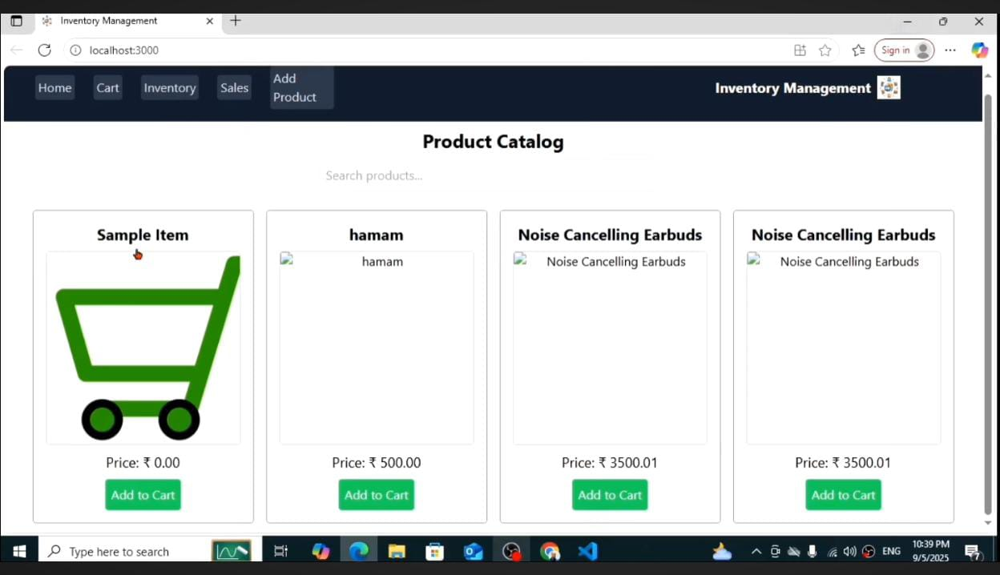 Inventory Management
localhost:3000
Sign in
Home
Cart
Inventory
Sales
Add
Product
Inventory Management
Product Catalog
Search products...
Sample Item
Price: ₹ 0.00
Add to Cart
hamam
hamam
Price: ₹ 500.00
Add to Cart
Noise Cancelling Earbuds
Noise Cancelling Earbuds
Price: ₹ 3500.01
Add to Cart
Noise Cancelling Earbuds
Noise Cancelling Earbuds
Price: ₹ 3500.01
Add to Cart
Type here to search
ENG
10:39 PM
9/5/2025
7